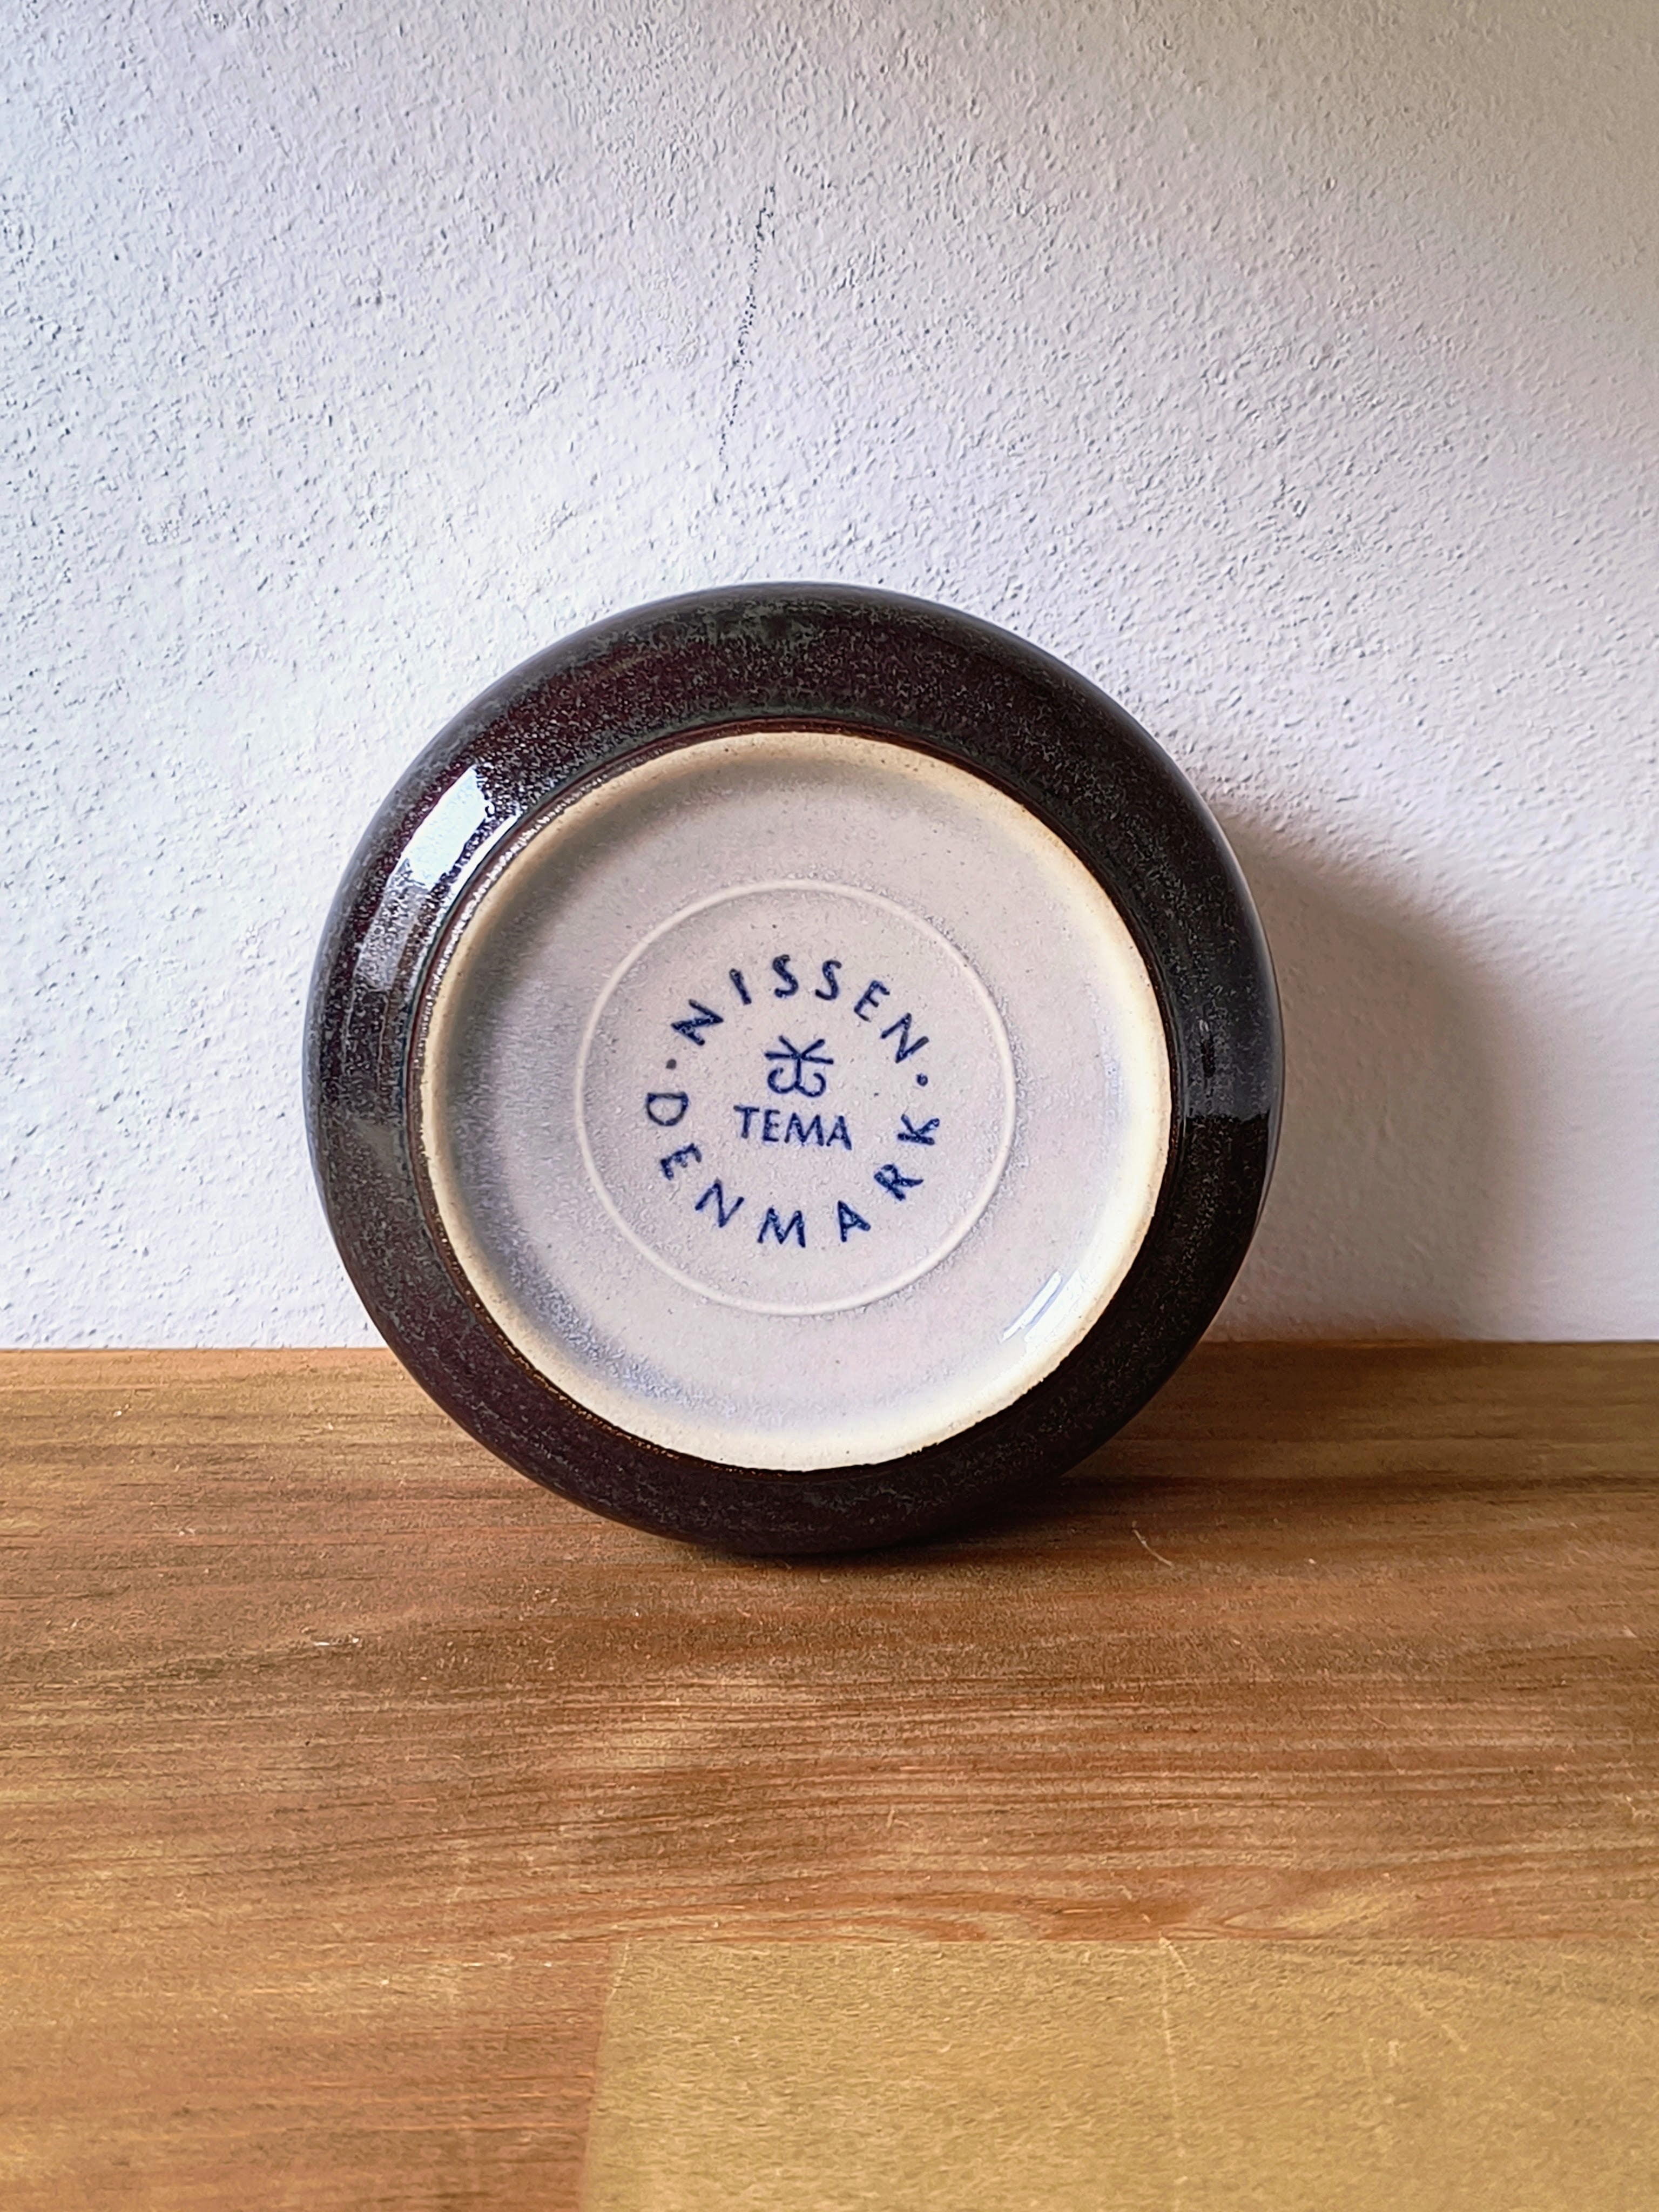 ·NISSEN·
TEMA
DENMARK